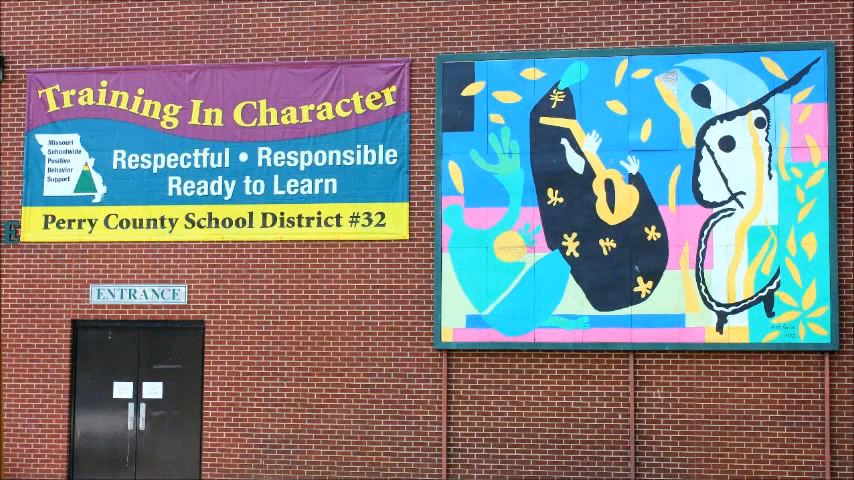 Training In Character
Missouri
Schoolwide
Positive
Behavior
Support
Respectful • Responsible
Ready to Learn
Perry County School District #32
E
ENTRANCE